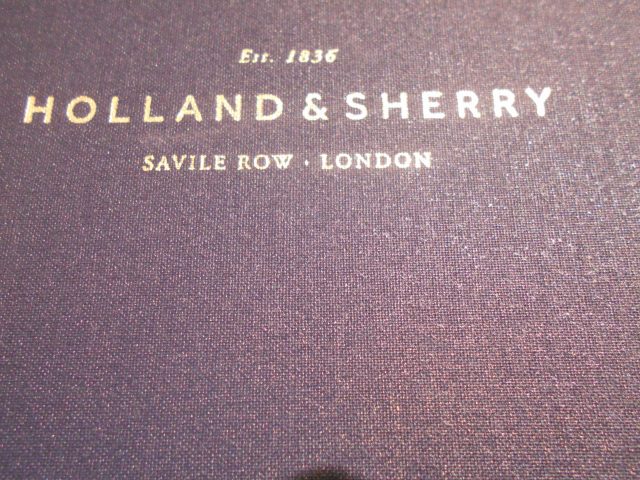 Est. 1836
HOLLAND & SHERRY
SAVILE ROW · LONDON